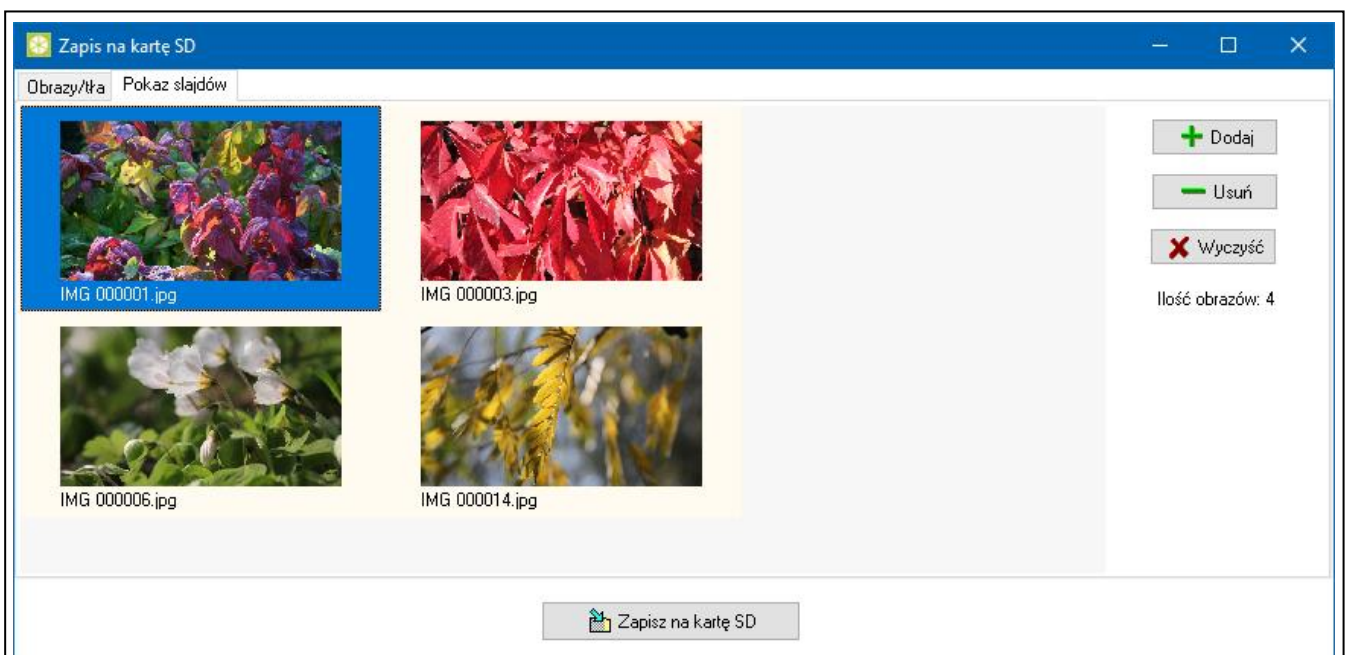 Zapis na kartę SD
Obrazy/tła Pokaz slajdów
IMG 000001.jpg IMG 000003.jpg
IMG 000006.jpg IMG 000014.jpg
Dodaj
Usuń
Wyczyść
Ilość obrazów: 4
Zapisz na kartę SD